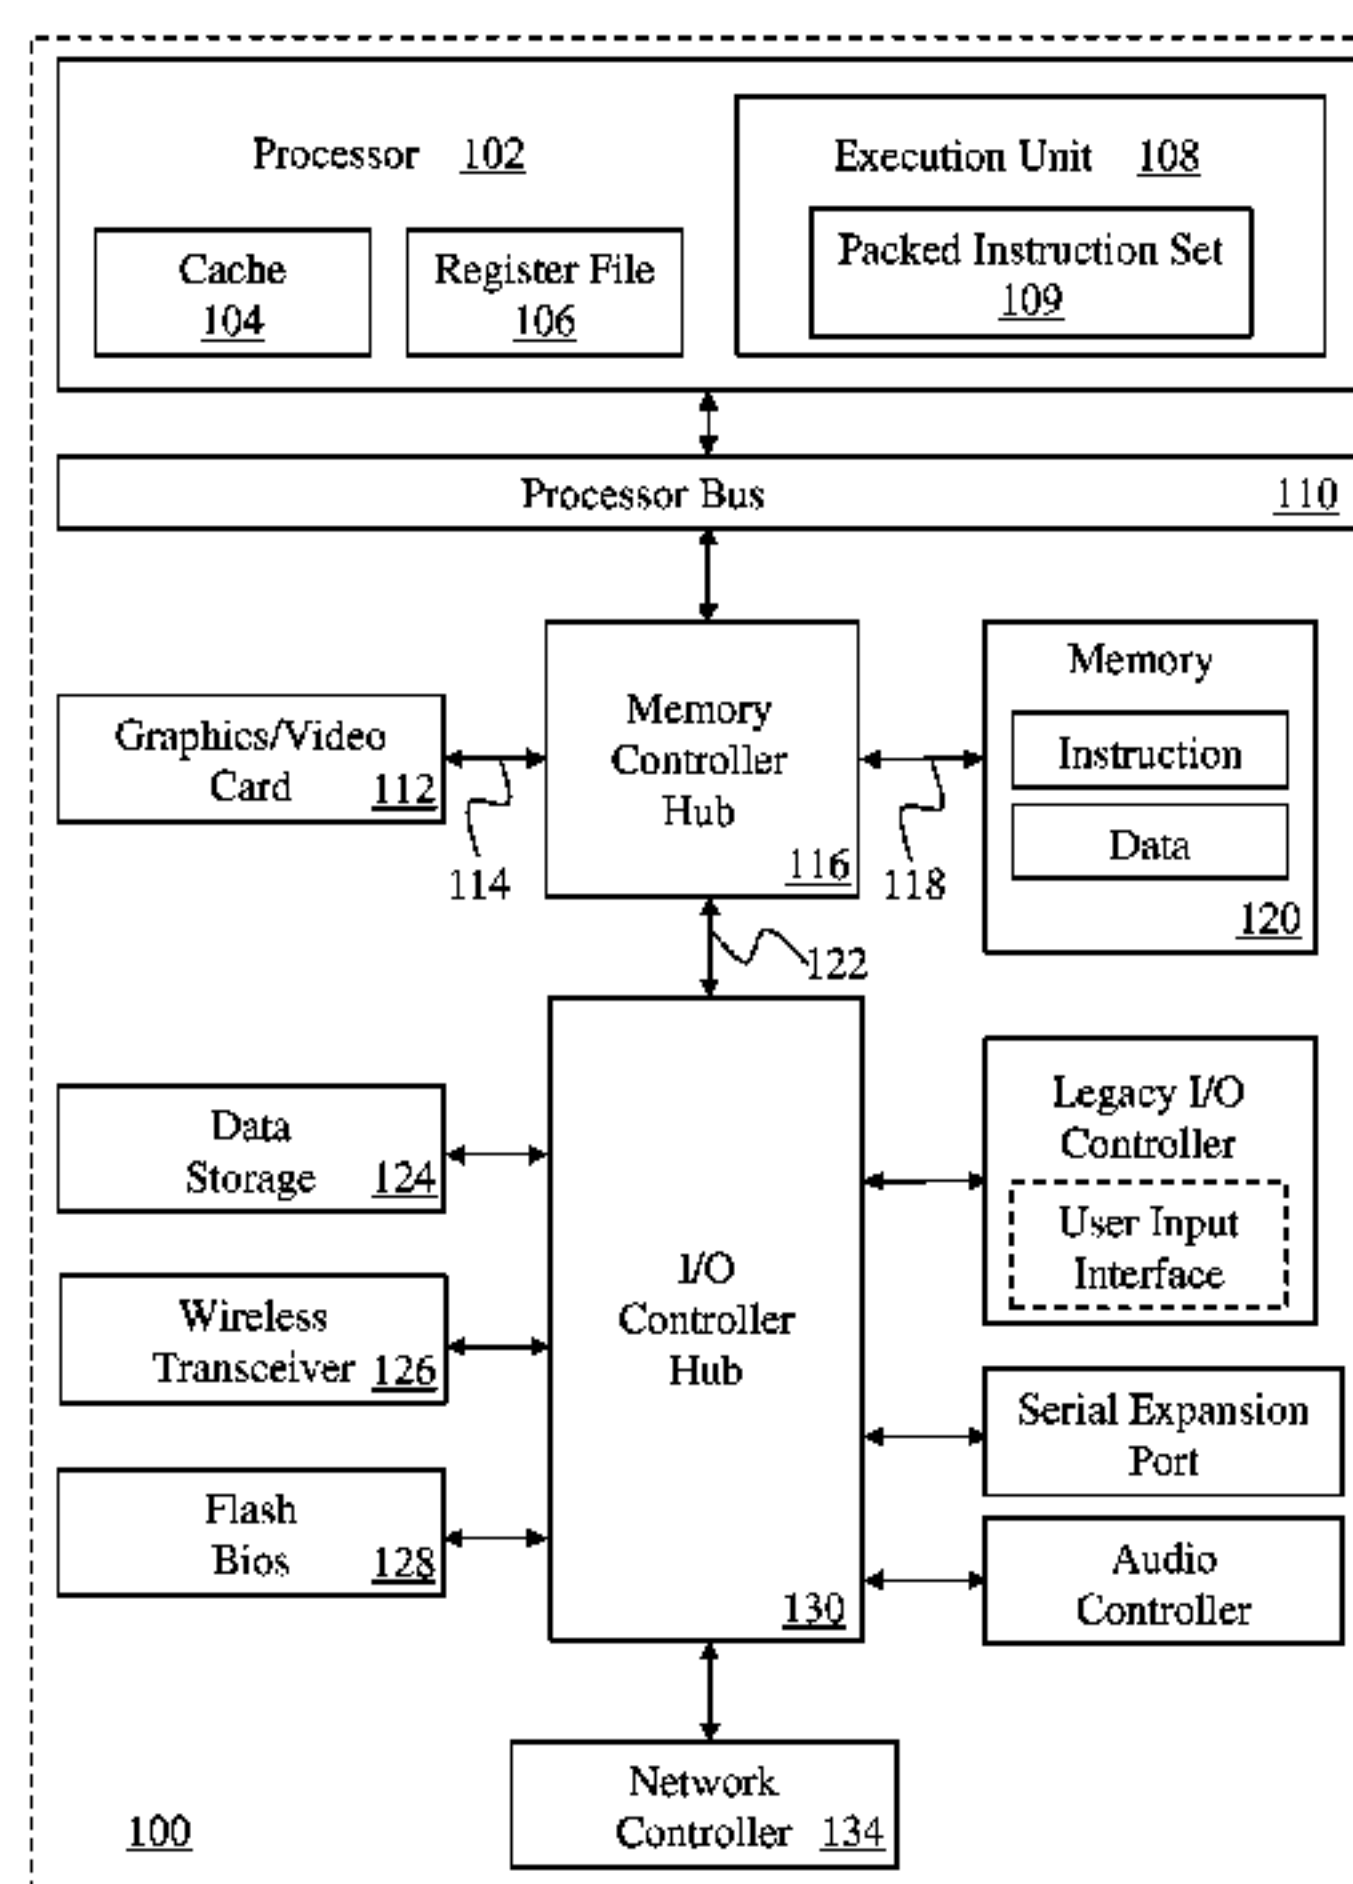 Processor 102
Execution Unit 108
Cache
104
Register File
106
Packed Instruction Set
109
Processor Bus 110
Graphics/Video
Card 112
114
Memory
Controller
Hub
116
118
Memory
Instruction
Data
120
122
Data
Storage 124
Wireless
Transceiver 126
Flash
Bios 128
I/O
Controller
Hub
130
Legacy I/O
Controller
User Input
Interface
Serial Expansion
Port
Audio
Controller
Network
Controller 134
100